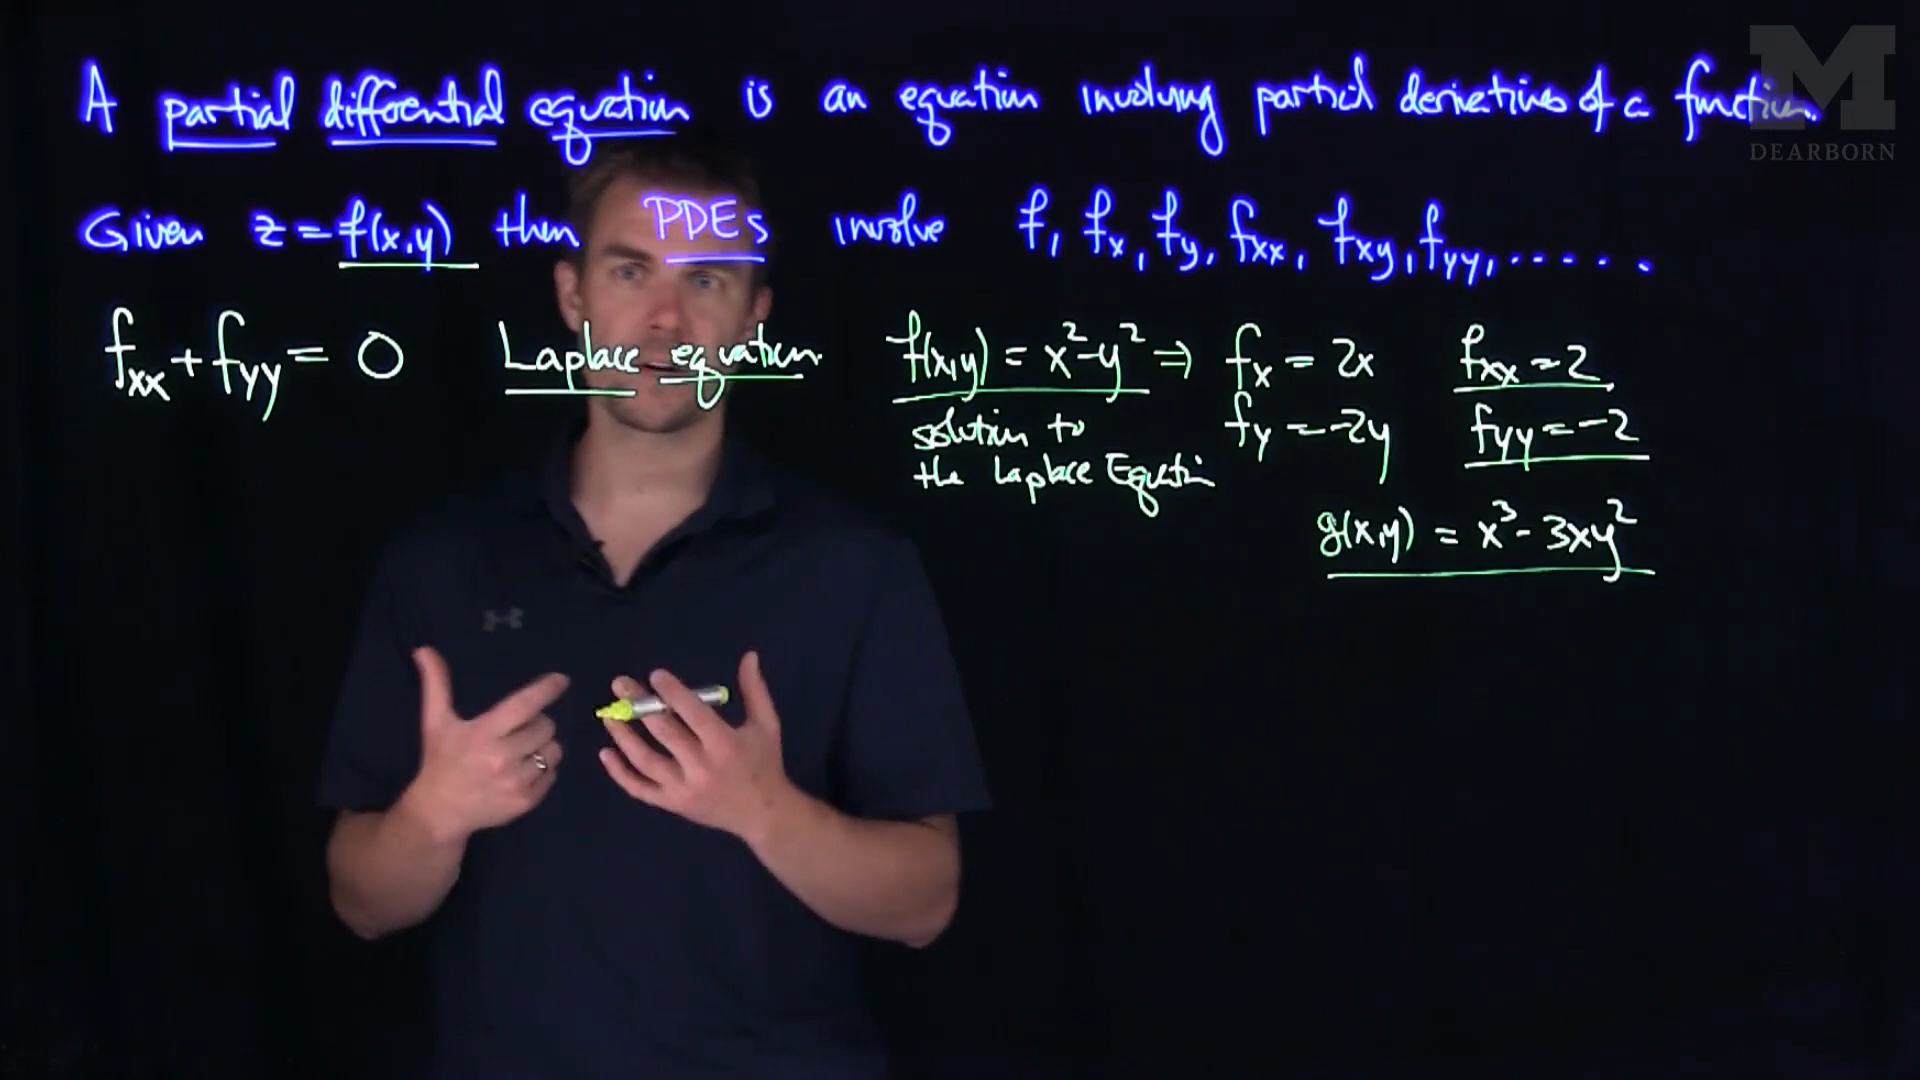 A partial differential equation is an equation involving partial derivatives of a function.
Given z = f(x,y) then PDEs involve f, fx, fy, fxx, fxy, fyy, .....
fxx + fyy = 0 Laplace equation. f(x,y) = x²-y² ⇒ fx = 2x fxx = 2
solution to fy = -2y fyy = -2
the Laplace Equatin
g(x,y) = x³ - 3xy²
M
DEARBORN